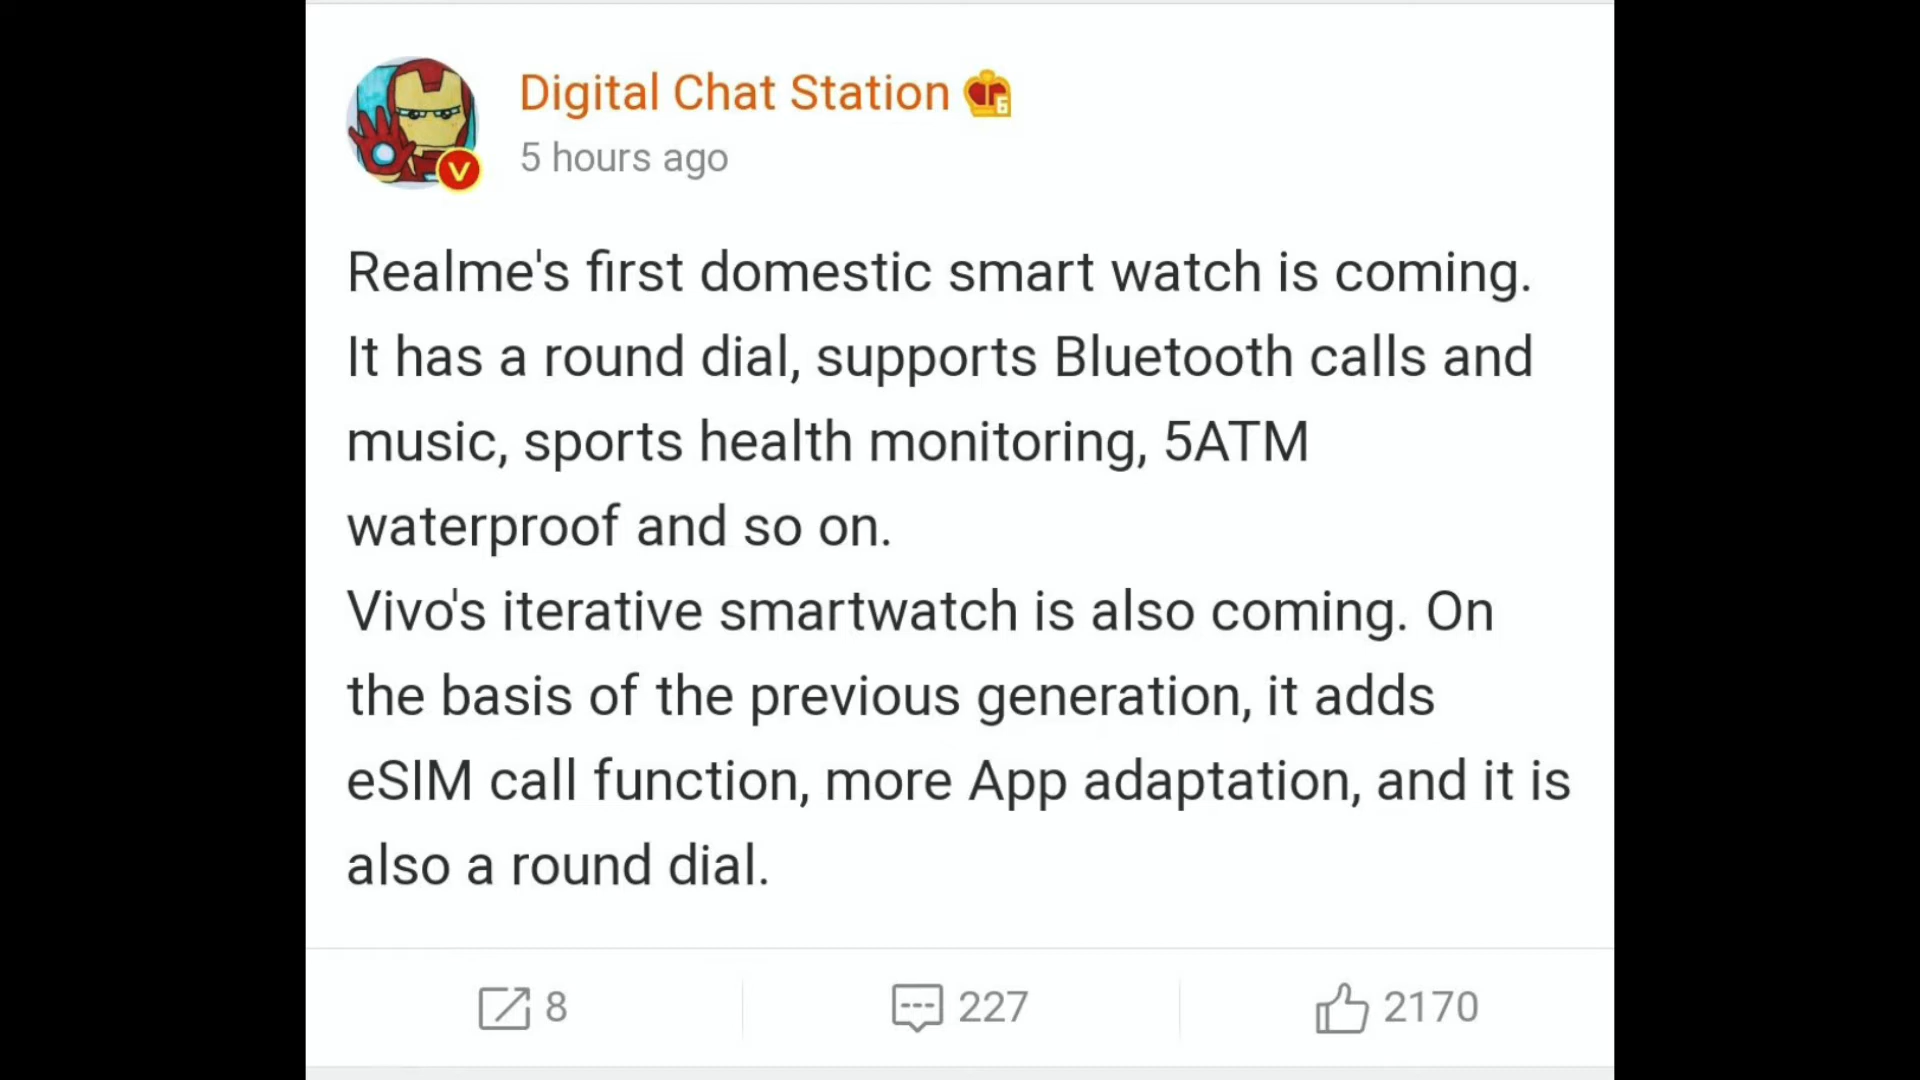 Digital Chat Station
5 hours ago
Realme's first domestic smart watch is coming.
It has a round dial, supports Bluetooth calls and
music, sports health monitoring, 5ATM
waterproof and so on.
Vivo's iterative smartwatch is also coming. On
the basis of the previous generation, it adds
eSIM call function, more App adaptation, and it is
also a round dial.
8 227 2170